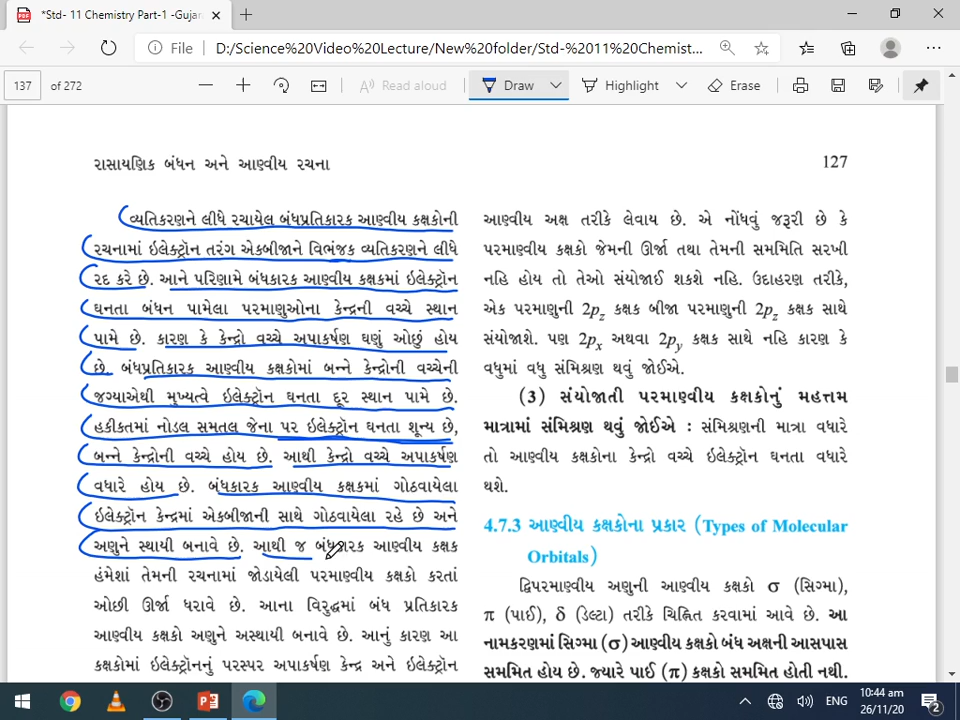 *Std- 11 Chemistry Part-1 -Gujar
File D:/Science%20Video%20Lecture/New%20folder/Std-%2011%20Chemist...
137 of 272 Read aloud Draw Highlight Erase
રાસાયણિક બંધન અને આણ્વીય રચના
127
વ્યતિકરણને લીધે રચાયેલ બંધપ્રતિકારક આણ્વીય કક્ષકોની
રચનામાં ઇલેક્ટ્રૉન તરંગ એકબીજાને વિભંજક વ્યતિકરણને લીધે
રદ કરે છે. આને પરિણામે બંધકારક આણ્વીય કક્ષકમાં ઇલેક્ટ્રૉન
ઘનતા બંધન પામેલા પરમાણુઓના કેન્દ્રની વચ્ચે સ્થાન
પામે છે. કારણ કે કેન્દ્રો વચ્ચે અપાકર્ષણ ઘણું ઓછું હોય
છે. બંધપ્રતિકારક આણ્વીય કક્ષકોમાં બન્ને કેન્દ્રોની વચ્ચેની
જગ્યાએથી મુખ્યત્વે ઇલેક્ટ્રૉન ઘનતા દૂર સ્થાન પામે છે.
હકીકતમાં નોડલ સમતલ જેના પર ઇલેક્ટ્રૉન ઘનતા શૂન્ય છે,
બન્ને કેન્દ્રોની વચ્ચે હોય છે. આથી કેન્દ્રો વચ્ચે અપાકર્ષણ
વધારે હોય છે. બંધકારક આણ્વીય કક્ષકમાં ગોઠવાયેલા
ઇલેક્ટ્રૉન કેન્દ્રમાં એકબીજાની સાથે ગોઠવાયેલા રહે છે અને
અણુને સ્થાયી બનાવે છે. આથી જ બંધકારક આણ્વીય કક્ષક
હંમેશાં તેમની રચનામાં જોડાયેલી પરમાણ્વીય કક્ષકો કરતાં
ઓછી ઊર્જા ધરાવે છે. આના વિરુદ્ધમાં બંધ પ્રતિકારક
આણ્વીય કક્ષકો અણુને અસ્થાયી બનાવે છે. આનું કારણ આ
કક્ષકોમાં ઇલેક્ટ્રૉનનું પરસ્પર અપાકર્ષણ કેન્દ્ર અને ઇલેક્ટ્રૉન
આણ્વીય અક્ષ તરીકે લેવાય છે. એ નોંધવું જરૂરી છે કે
પરમાણ્વીય કક્ષકો જેમની ઊર્જા તથા તેમની સમમિતિ સરખી
નહિ હોય તો તેઓ સંયોજાઈ શકશે નહિ. ઉદાહરણ તરીકે,
એક પરમાણુની 2p_z કક્ષક બીજા પરમાણુની 2p_z કક્ષક સાથે
સંયોજાશે. પણ 2p_x અથવા 2p_y કક્ષક સાથે નહિ કારણ કે
વધુમાં વધુ સંમિશ્રણ થવું જોઈએ.
(3) સંયોજાતી પરમાણ્વીય કક્ષકોનું મહત્તમ
માત્રામાં સંમિશ્રણ થવું જોઈએ : સંમિશ્રણની માત્રા વધારે
તો આણ્વીય કક્ષકોના કેન્દ્રો વચ્ચે ઇલેક્ટ્રૉન ઘનતા વધારે
થશે.
4.7.3 આણ્વીય કક્ષકોના પ્રકાર (Types of Molecular
Orbitals)
દ્વિપરમાણ્વીય અણુની આણ્વીય કક્ષકો σ (સિગ્મા),
π (પાઈ), δ (ડેલ્ટા) તરીકે ચિહ્નિત કરવામાં આવે છે. આ
નામકરણમાં સિગ્મા (σ) આણ્વીય કક્ષકો બંધ અક્ષની આસપાસ
સમમિત હોય છે. જ્યારે પાઈ (π) કક્ષકો સમમિત હોતી નથી.
ENG 10:44 am
26/11/20 2